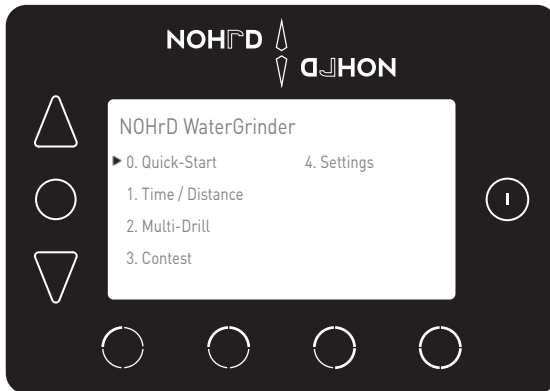 NOHrD
NOHrD
NOHrD WaterGrinder
0. Quick-Start 4. Settings
1. Time / Distance
2. Multi-Drill
3. Contest
I